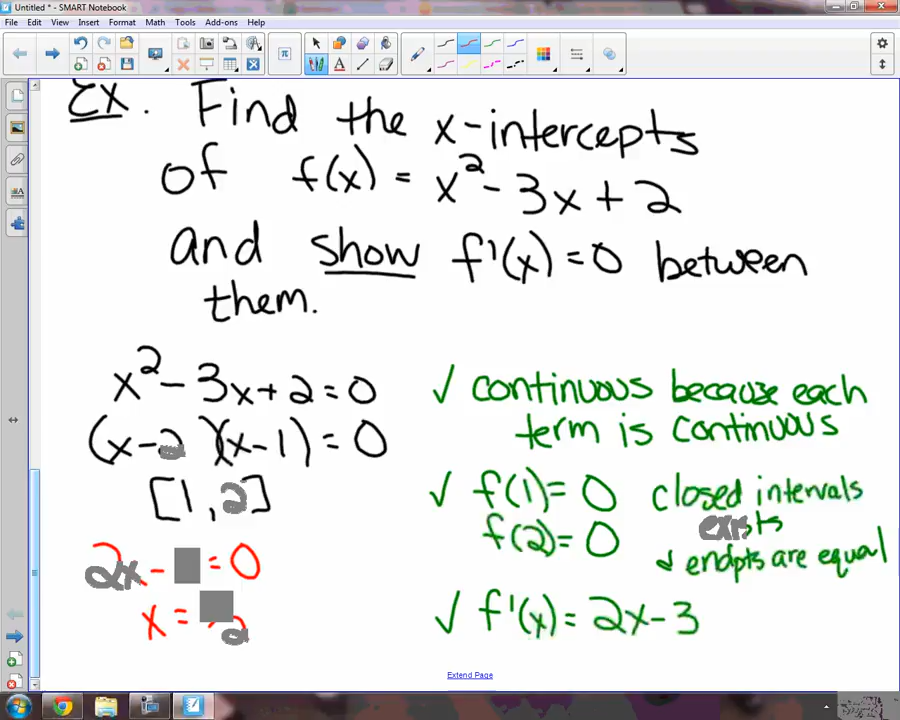 Untitled * - SMART Notebook
File Edit View Insert Format Math Tools Add-ons Help
Ex. Find the x-intercepts
of f(x) = x² - 3x + 2
and show f'(x) = 0 between
them.
x² - 3x + 2 = 0
(x - 2)(x - 1) = 0
[1, 2]
2x - = 0
x = 2
✓ continuous because each
term is continuous
✓ f(1) = 0 closed intervals
exists
f(2) = 0
↲ endpts are equal
✓ f'(x) = 2x - 3
Extend Page